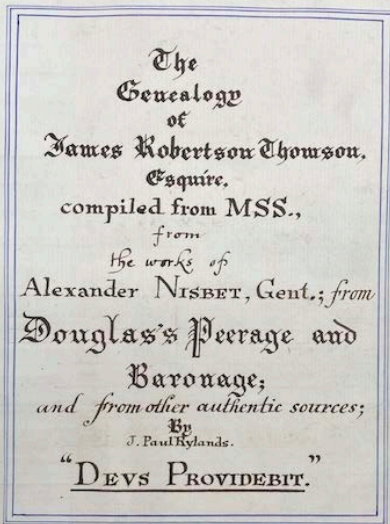 The
Genealogy
of
James Robertson Thomson,
Esquire,
compiled from MSS.,
from
the works of
Alexander NISBET, Gent.; from
Douglas's Peerage and
Baronage;
and from other authentic sources;
By
J. Paul Rylands.
"DEVS PROVIDEBIT."